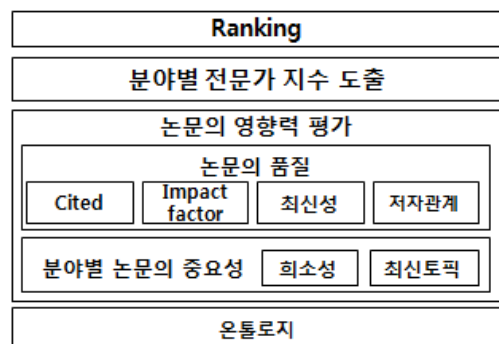 Ranking
분야별 전문가 지수 도출
논문의 영향력 평가
논문의 품질
Cited
Impact
factor
최신성
저자관계
분야별 논문의 중요성
희소성
최신토픽
온톨로지